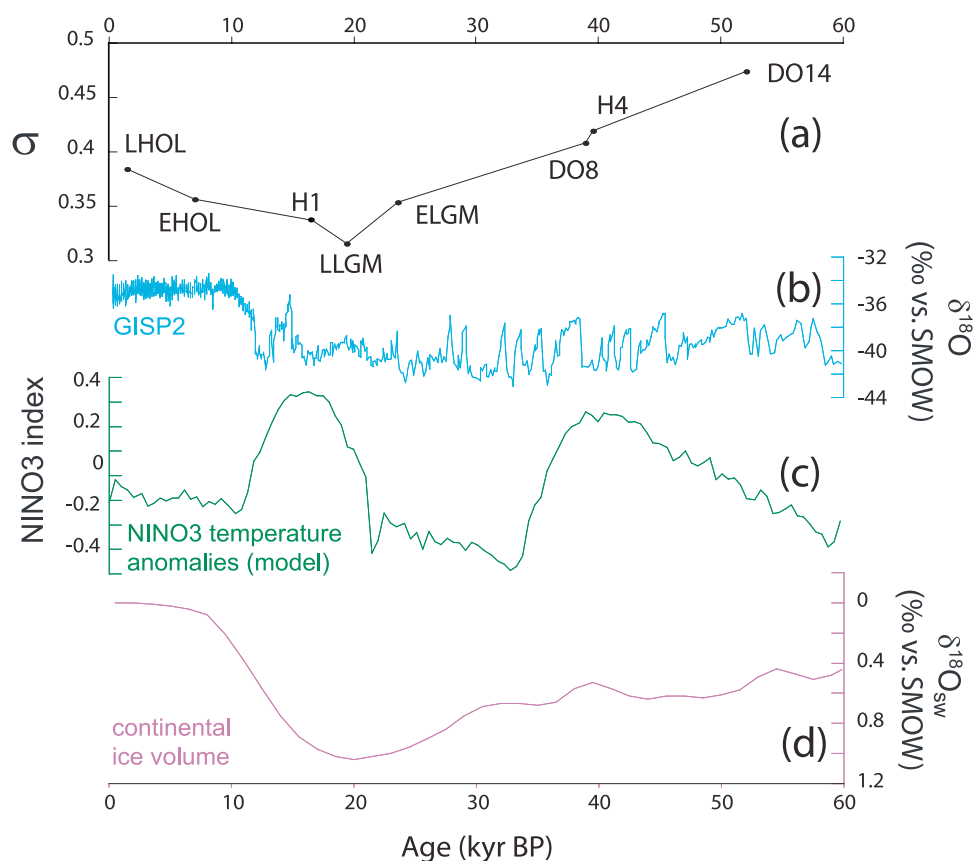 0 10 20 30 40 50 60
0.5
0.45
0.4
0.35
0.3
σ
LHOL
EHOL
H1
LLGM
ELGM
DO8
H4
DO14
(a)
-32
-36
-40
-44
δ¹⁸O
(‰ vs. SMOW)
(b)
GISP2
0.4
0.2
0
-0.2
-0.4
NINO3 index
(c)
NINO3 temperature
anomalies (model)
0
0.4
0.8
1.2
δ¹⁸Osw
(‰ vs. SMOW)
continental
ice volume
(d)
0 10 20 30 40 50 60
Age (kyr BP)